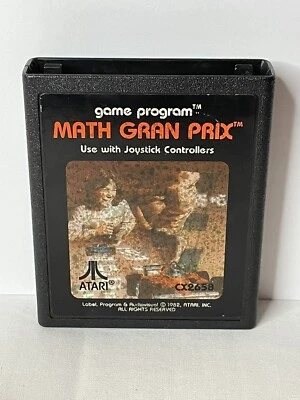 game program™
MATH GRAN PRIX™
Use with Joystick Controllers
ATARI®
CX2658
Label, Program & Audiovisual © 1982, ATARI, INC.
ALL RIGHTS RESERVED